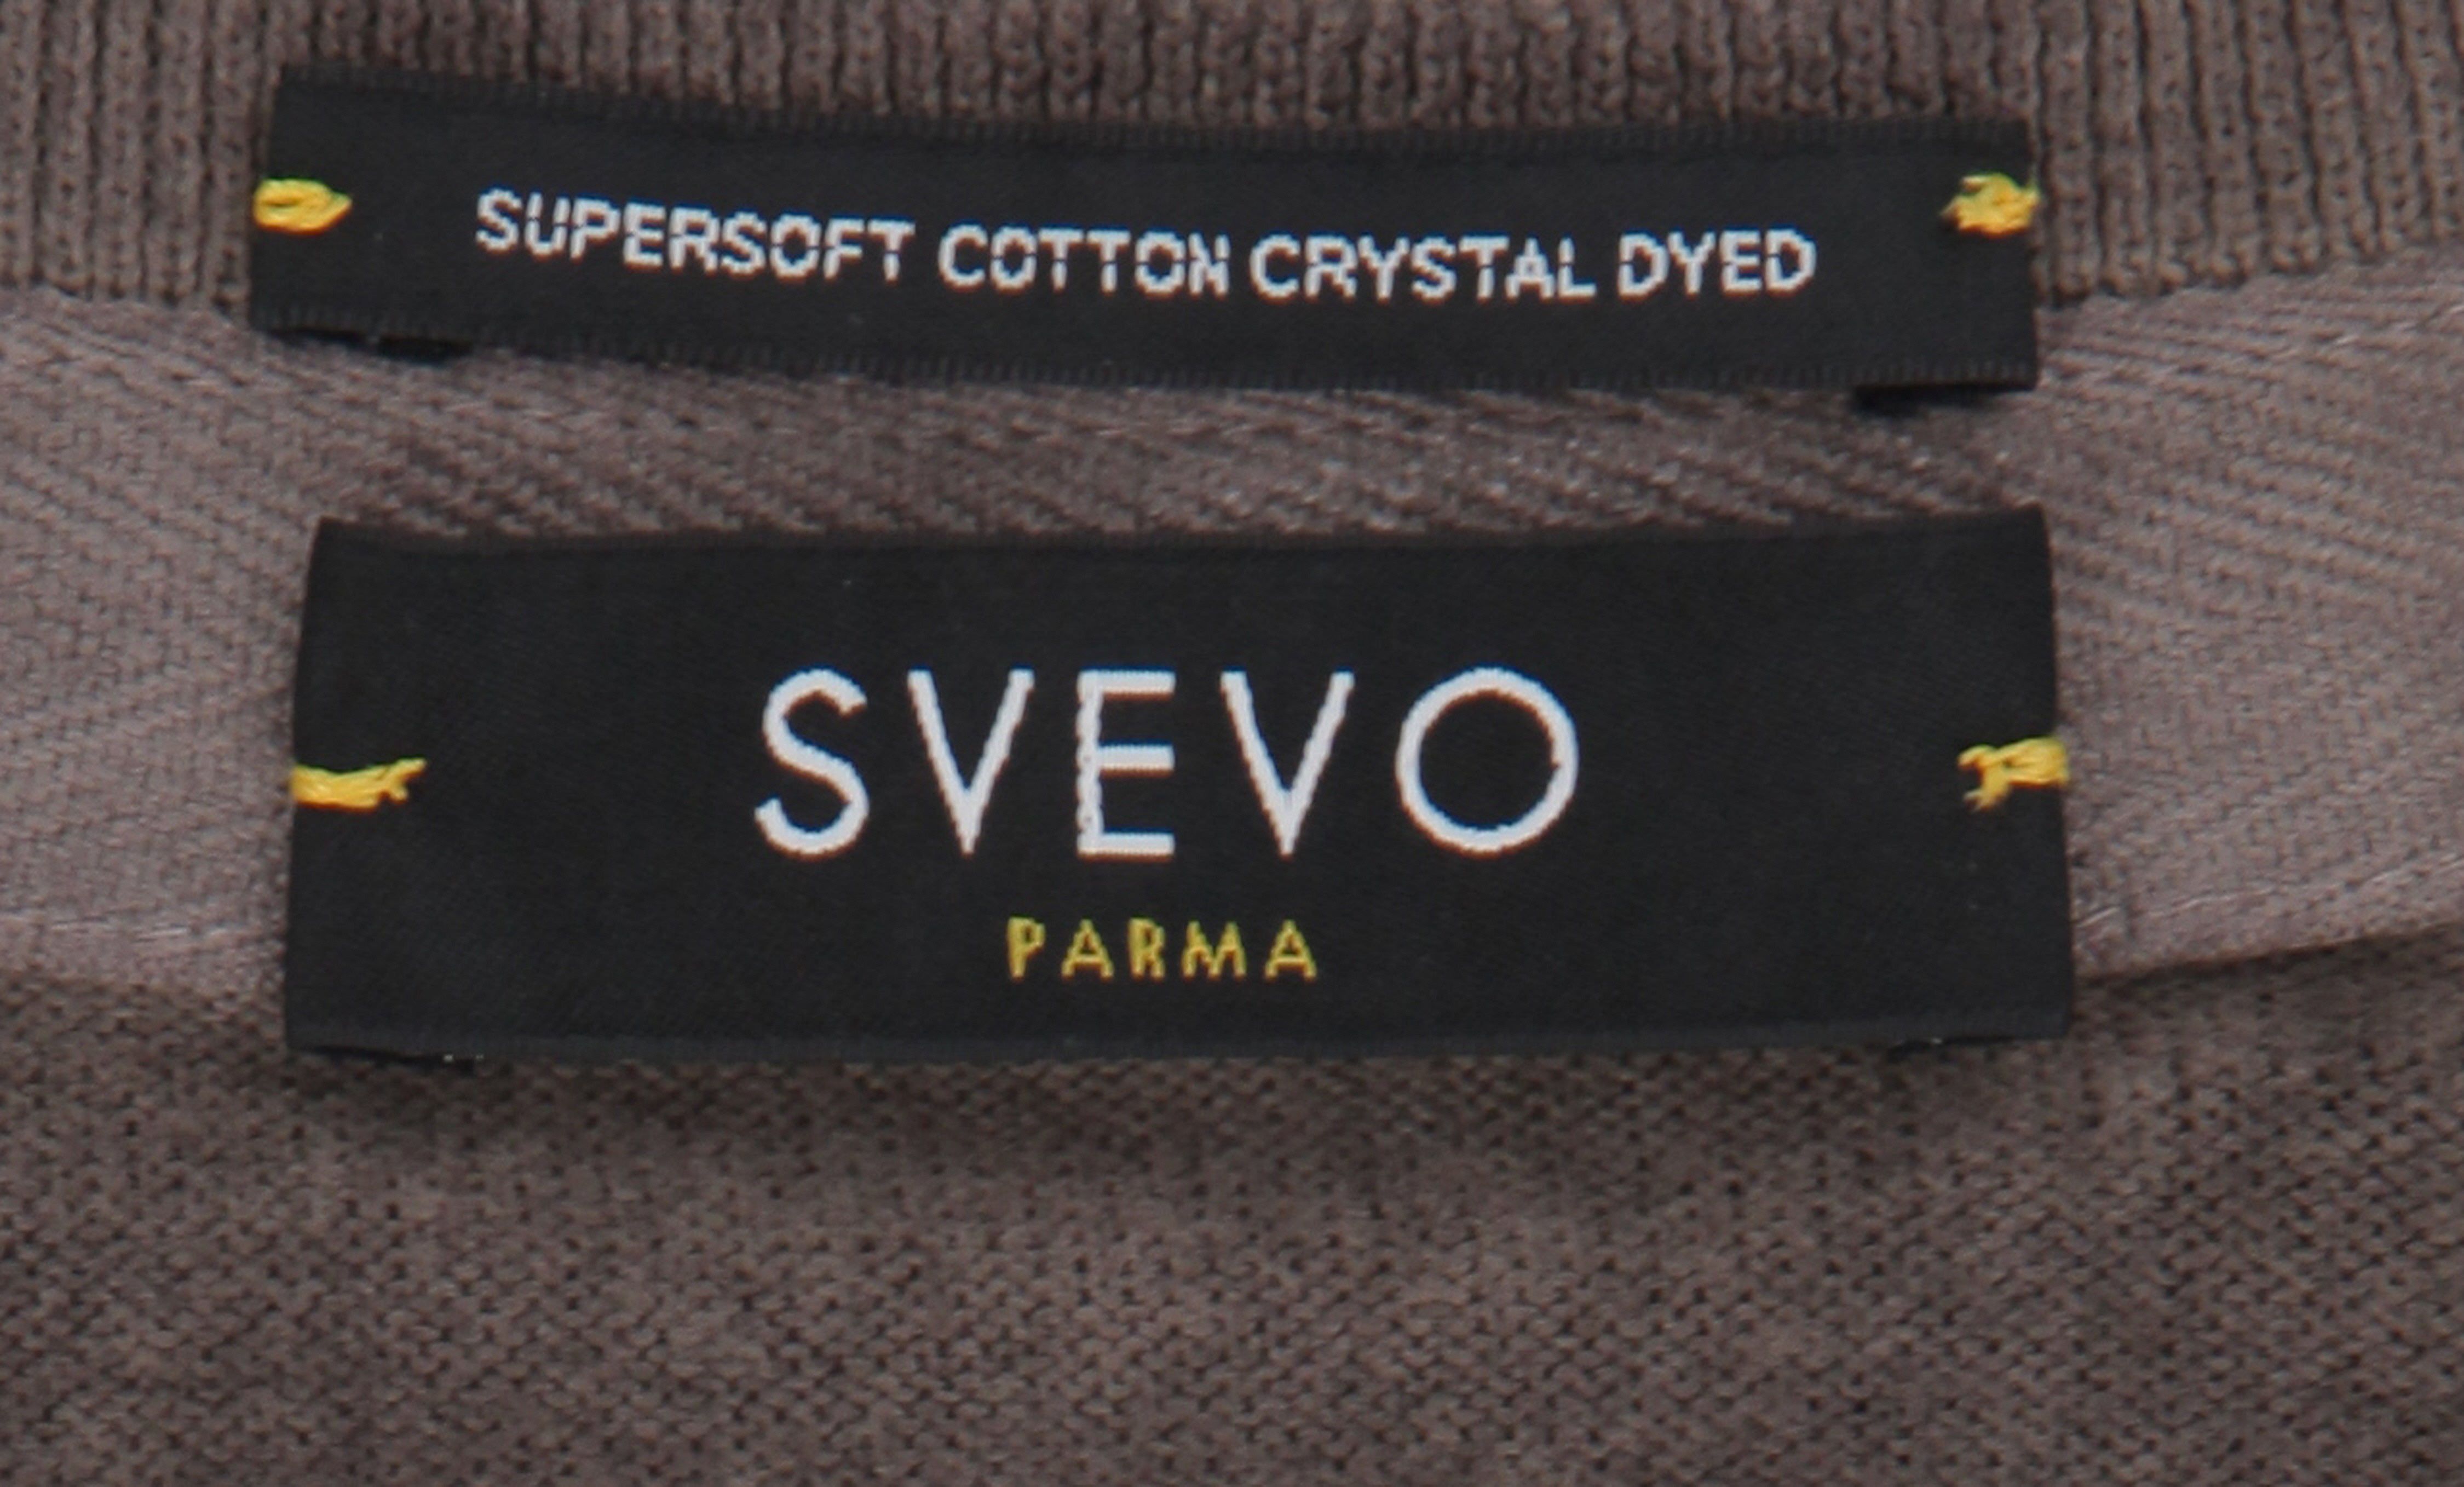 SUPERSOFT COTTON CRYSTAL DYED
SVEVO
PARMA